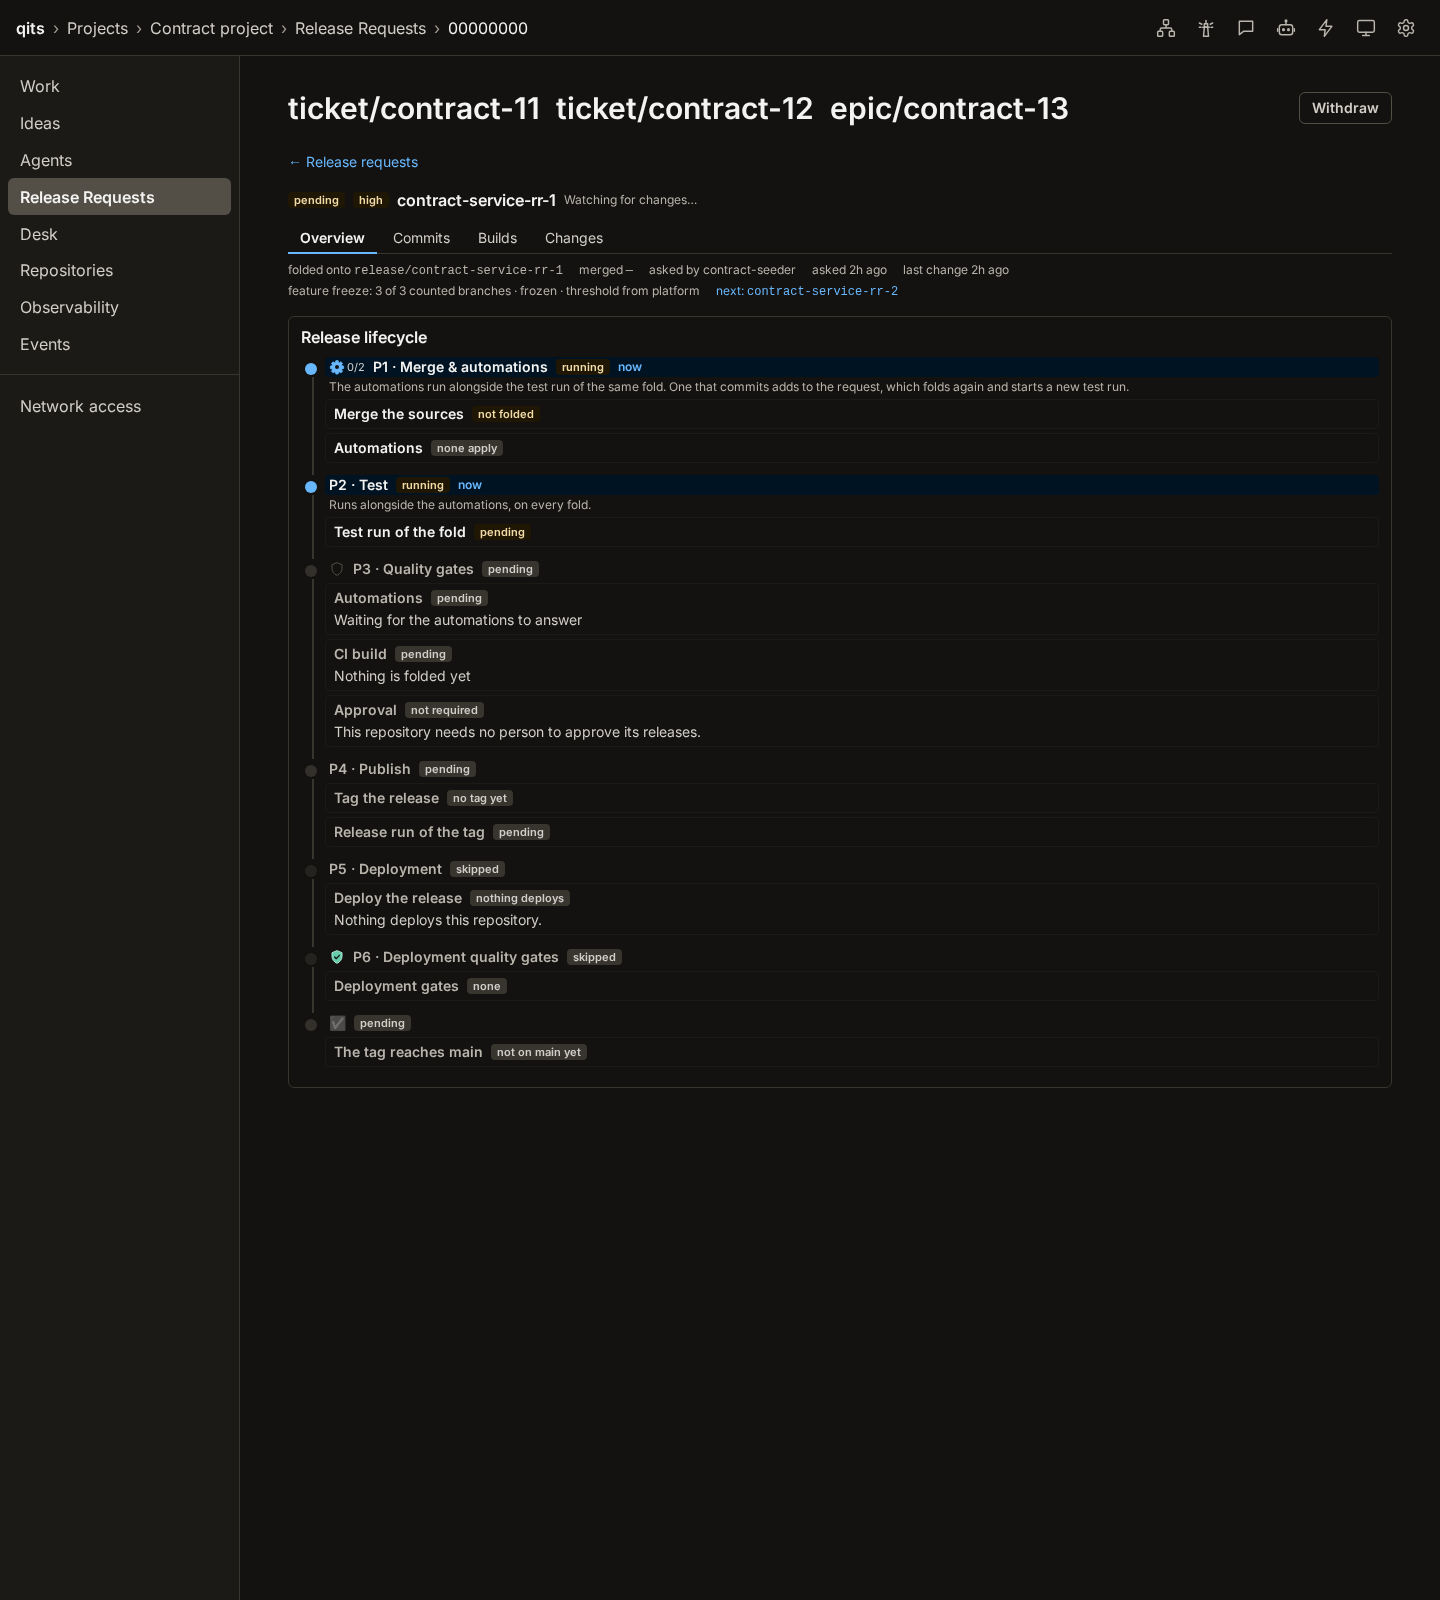 qits › Projects › Contract project › Release Requests › 00000000
Work
Ideas
Agents
Release Requests
Desk
Repositories
Observability
Events
Network access
ticket/contract-11 ticket/contract-12 epic/contract-13
Withdraw
← Release requests
pending high contract-service-rr-1 Watching for changes…
Overview Commits Builds Changes
folded onto release/contract-service-rr-1 merged — asked by contract-seeder asked 2h ago last change 2h ago
feature freeze: 3 of 3 counted branches · frozen · threshold from platform next: contract-service-rr-2
Release lifecycle
0/2 P1 · Merge & automations running now
The automations run alongside the test run of the same fold. One that commits adds to the request, which folds again and starts a new test run.
Merge the sources not folded
Automations none apply
P2 · Test running now
Runs alongside the automations, on every fold.
Test run of the fold pending
P3 · Quality gates pending
Automations pending
Waiting for the automations to answer
CI build pending
Nothing is folded yet
Approval not required
This repository needs no person to approve its releases.
P4 · Publish pending
Tag the release no tag yet
Release run of the tag pending
P5 · Deployment skipped
Deploy the release nothing deploys
Nothing deploys this repository.
P6 · Deployment quality gates skipped
Deployment gates none
pending
The tag reaches main not on main yet